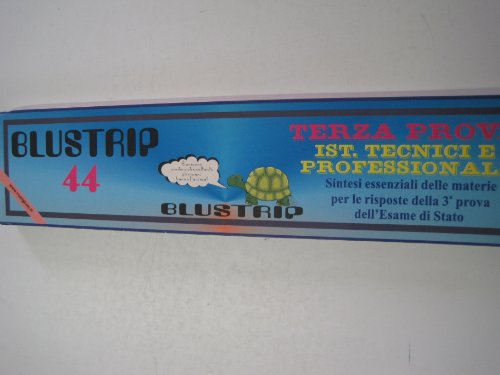 BLUSTRIP
44
BLUSTRIP
TERZA PROV
IST. TECNICI E
PROFESSIONAL
Sintesi essenziali delle materie
per le risposte della 3ª prova
dell'Esame di Stato